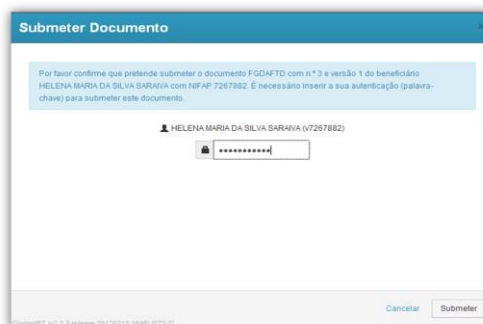 Submeter Documento
Por favor confirme que pretende submeter o documento FGDAFTD com n.º 3 e versão 1 do beneficiário
HELENA MARIA DA SILVA SARAIVA com NIFAP 7267882. É necessário inserir a sua autenticação (palavra-
chave) para submeter este documento.
HELENA MARIA DA SILVA SARAIVA (v7267882)
***********
Cancelar Submeter